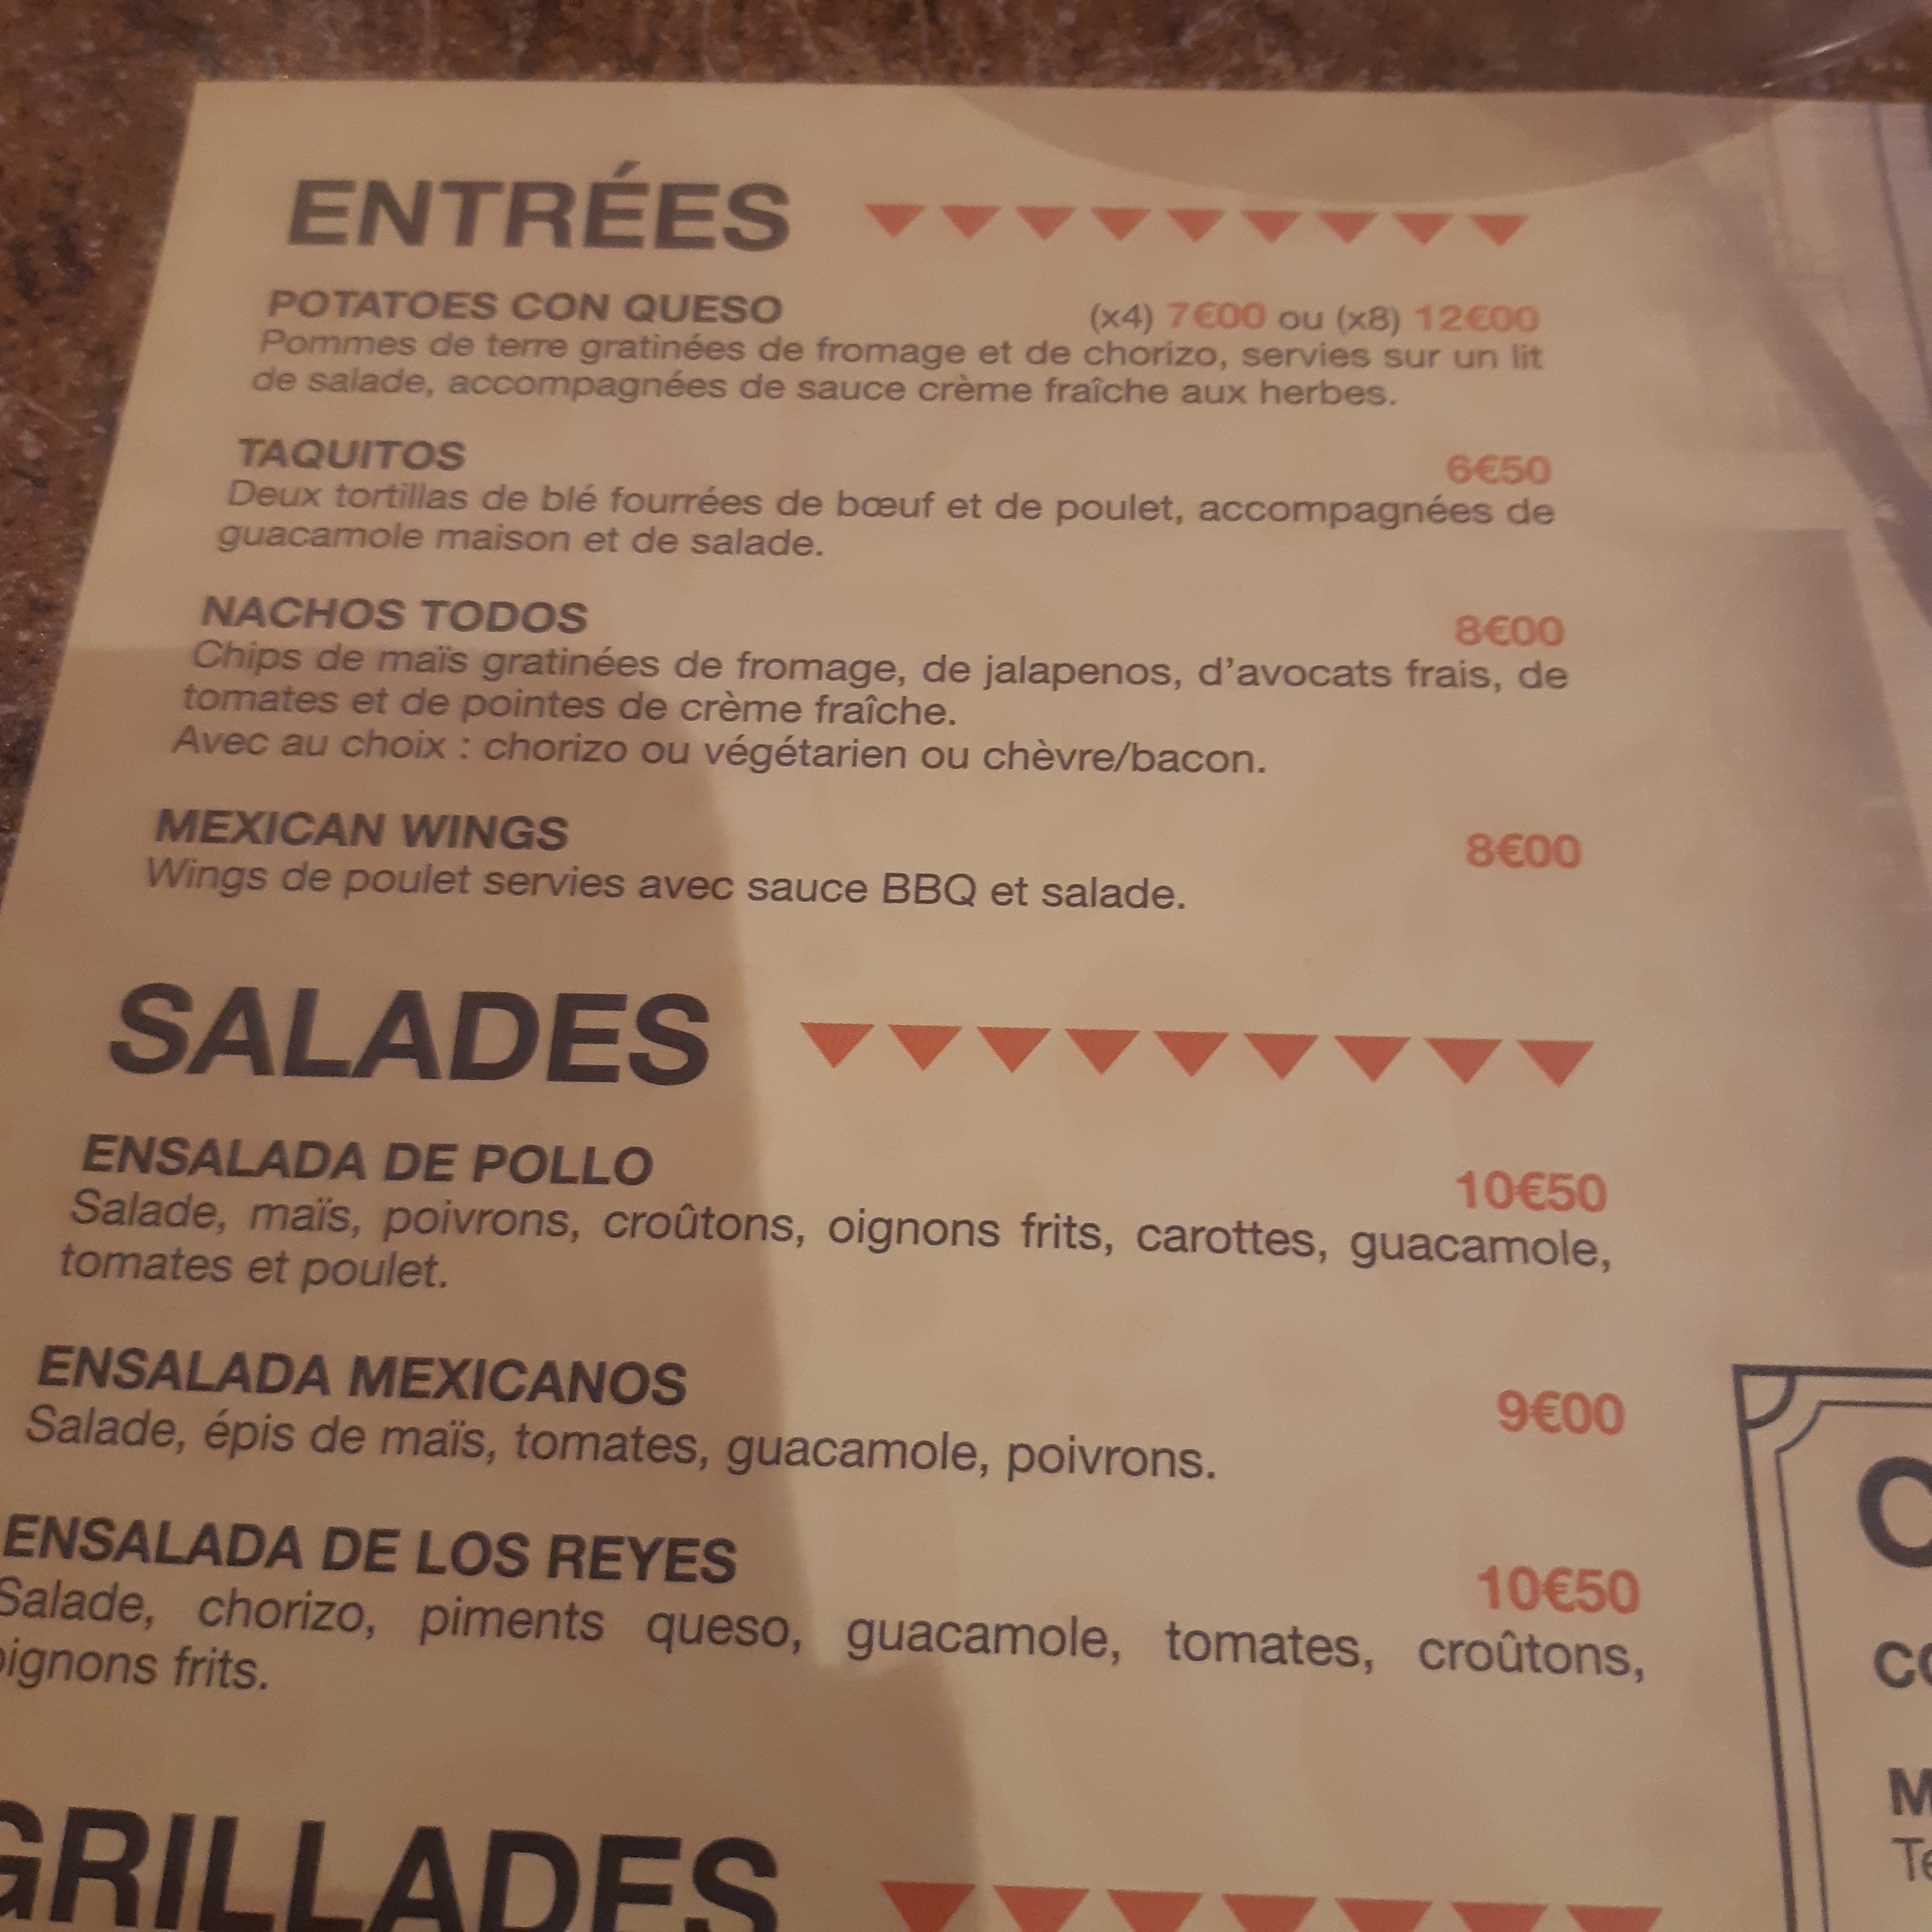 ENTRÉES
POTATOES CON QUESO (x4) 7€00 ou (x8) 12€00
Pommes de terre gratinées de fromage et de chorizo, servies sur un lit
de salade, accompagnées de sauce crème fraîche aux herbes.
TAQUITOS 6€50
Deux tortillas de blé fourrées de bœuf et de poulet, accompagnées de
guacamole maison et de salade.
NACHOS TODOS 8€00
Chips de maïs gratinées de fromage, de jalapenos, d'avocats frais, de
tomates et de pointes de crème fraîche.
Avec au choix : chorizo ou végétarien ou chèvre/bacon.
MEXICAN WINGS 8€00
Wings de poulet servies avec sauce BBQ et salade.
SALADES
ENSALADA DE POLLO 10€50
Salade, maïs, poivrons, croûtons, oignons frits, carottes, guacamole,
tomates et poulet.
ENSALADA MEXICANOS 9€00
Salade, épis de maïs, tomates, guacamole, poivrons.
ENSALADA DE LOS REYES 10€50
Salade, chorizo, piments queso, guacamole, tomates, croûtons,
oignons frits.
GRILLADES